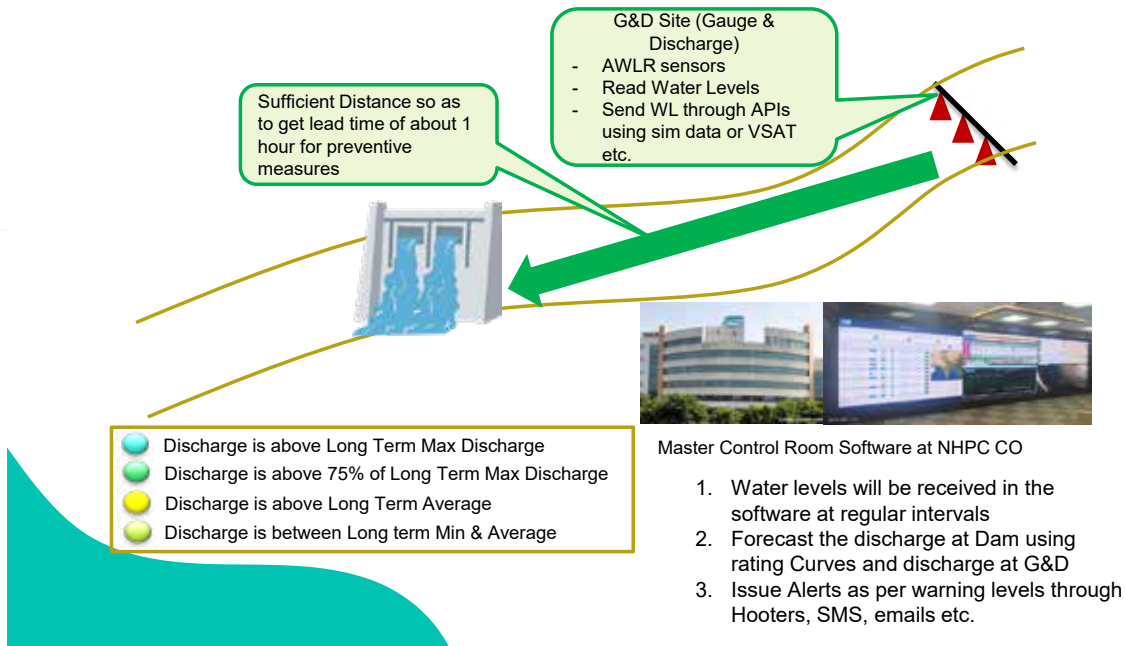 G&D Site (Gauge &
Discharge)
- AWLR sensors
- Read Water Levels
- Send WL through APIs
using sim data or VSAT
etc.
Sufficient Distance so as
to get lead time of about 1
hour for preventive
measures
Discharge is above Long Term Max Discharge
Discharge is above 75% of Long Term Max Discharge
Discharge is above Long Term Average
Discharge is between Long term Min & Average
Master Control Room Software at NHPC CO
1. Water levels will be received in the
software at regular intervals
2. Forecast the discharge at Dam using
rating Curves and discharge at G&D
3. Issue Alerts as per warning levels through
Hooters, SMS, emails etc.